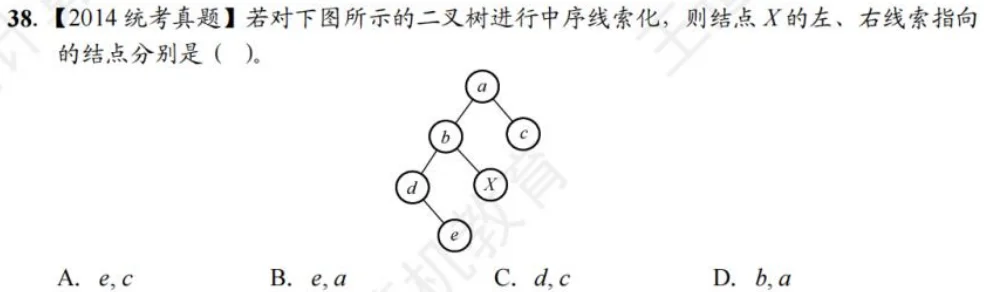 38.【2014 统考真题】若对下图所示的二叉树进行中序线索化，则结点 X 的左、右线索指向
的结点分别是（ ）。
a
b c
d X
e
A. e, c B. e, a C. d, c D. b, a